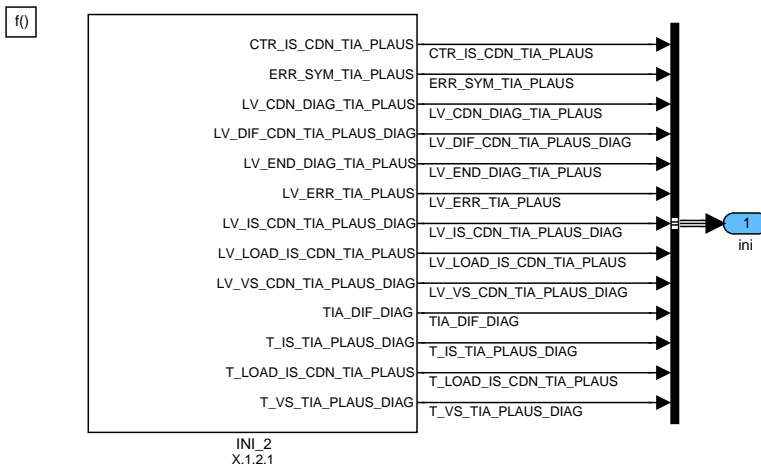 f()
CTR_IS_CDN_TIA_PLAUS
CTR_IS_CDN_TIA_PLAUS
ERR_SYM_TIA_PLAUS
ERR_SYM_TIA_PLAUS
LV_CDN_DIAG_TIA_PLAUS
LV_CDN_DIAG_TIA_PLAUS
LV_DIF_CDN_TIA_PLAUS_DIAG
LV_DIF_CDN_TIA_PLAUS_DIAG
LV_END_DIAG_TIA_PLAUS
LV_END_DIAG_TIA_PLAUS
LV_ERR_TIA_PLAUS
LV_ERR_TIA_PLAUS
LV_IS_CDN_TIA_PLAUS_DIAG
LV_IS_CDN_TIA_PLAUS_DIAG
1
ini
LV_LOAD_IS_CDN_TIA_PLAUS
LV_LOAD_IS_CDN_TIA_PLAUS
LV_VS_CDN_TIA_PLAUS_DIAG
LV_VS_CDN_TIA_PLAUS_DIAG
TIA_DIF_DIAG
TIA_DIF_DIAG
T_IS_TIA_PLAUS_DIAG
T_IS_TIA_PLAUS_DIAG
T_LOAD_IS_CDN_TIA_PLAUS
T_LOAD_IS_CDN_TIA_PLAUS
T_VS_TIA_PLAUS_DIAG
T_VS_TIA_PLAUS_DIAG
INI_2
X.1.2.1